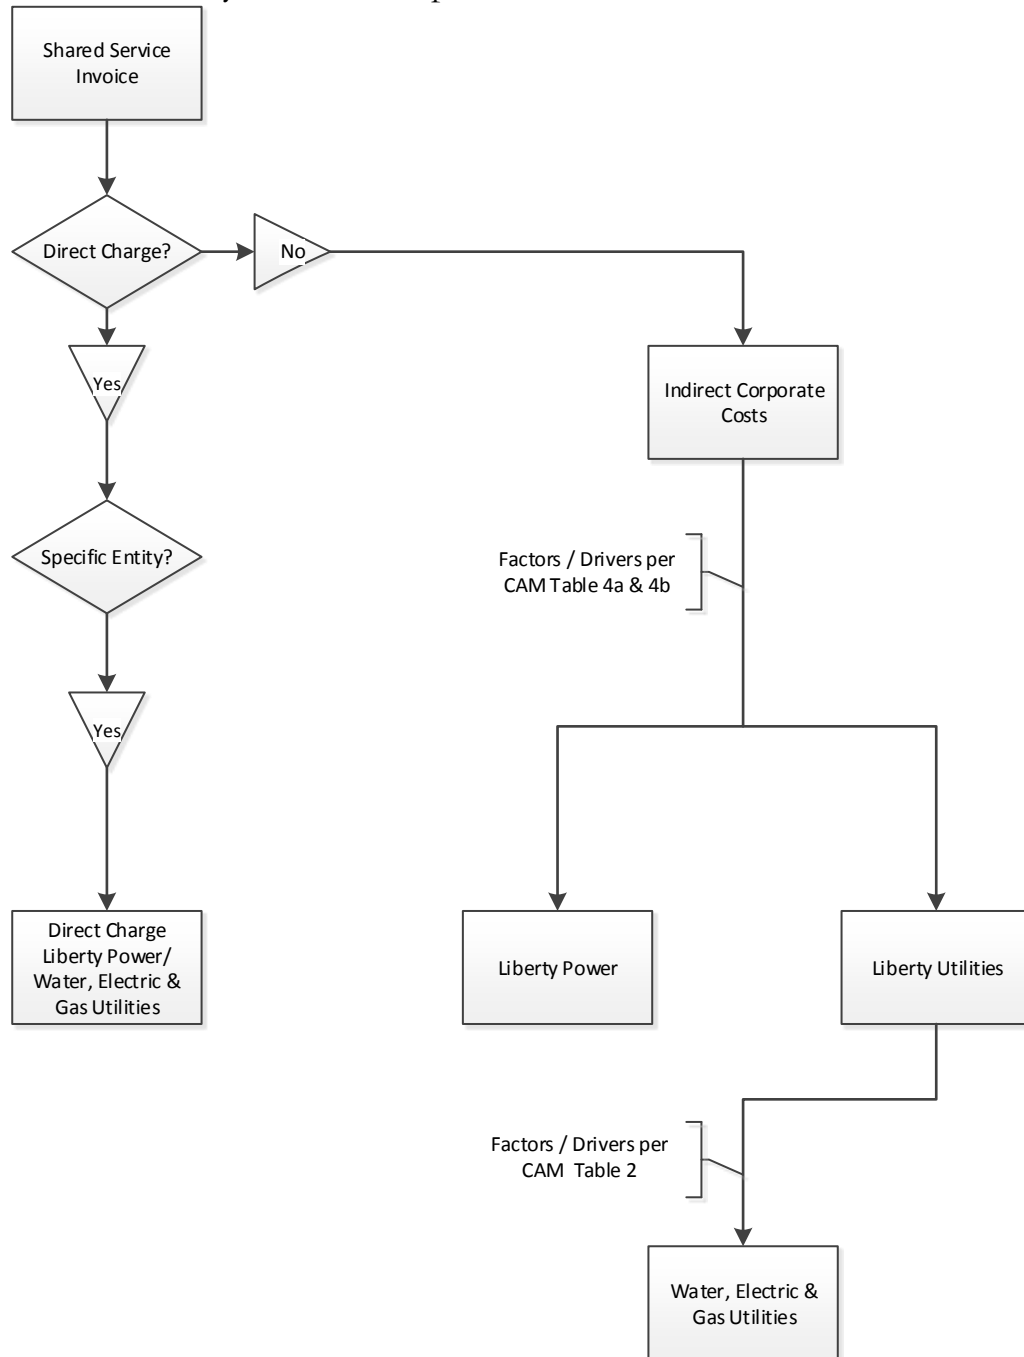 Shared Service
Invoice
Direct Charge?
No
Yes
Indirect Corporate
Costs
Specific Entity?
Factors / Drivers per
CAM Table 4a & 4b
Yes
Direct Charge
Liberty Power/
Water, Electric &
Gas Utilities
Liberty Power
Liberty Utilities
Factors / Drivers per
CAM Table 2
Water, Electric &
Gas Utilities